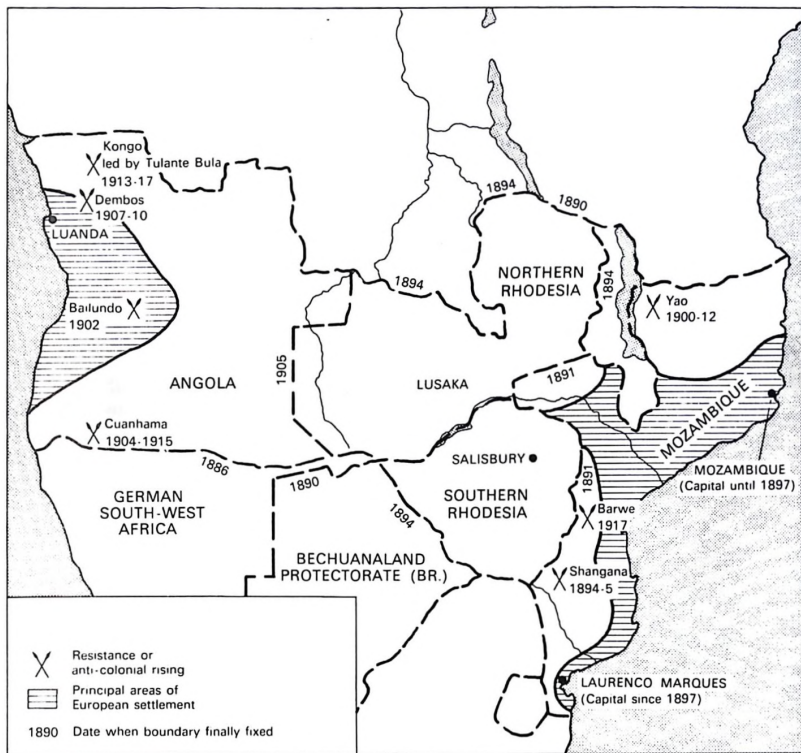 Kongo
led by Tulante Bula
1913-17
Dembos
1907-10
LUANDA
Bailundo
1902
ANGOLA
1905
Cuanhama
1904-1915
1886
GERMAN
SOUTH-WEST
AFRICA
1890
BECHUANALAND
PROTECTORATE (BR.)
1894
1894
1894
1890
NORTHERN
RHODESIA
1894
Yao
1900-12
LUSAKA
1891
MOZAMBIQUE
MOZAMBIQUE
(Capital until 1897)
SALISBURY
SOUTHERN
RHODESIA
1891
Barwe
1917
Shangana
1894-5
LAURENCO MARQUES
(Capital since 1897)
Resistance or
anti-colonial rising
Principal areas of
European settlement
1890 Date when boundary finally fixed